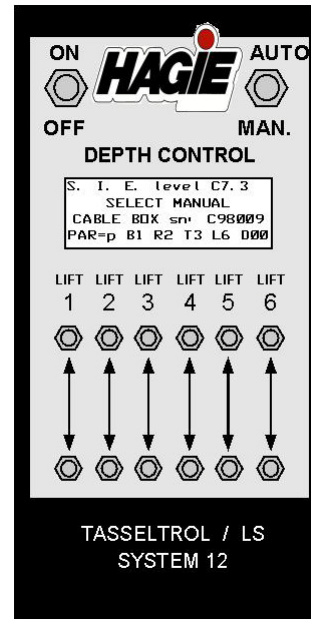 ON AUTO
HAGIE
OFF MAN.
DEPTH CONTROL
S. I. E. level C7.3
SELECT MANUAL
CABLE BOX sn: C98009
PAR=p B1 R2 T3 L6 D00
LIFT LIFT LIFT LIFT LIFT LIFT
1 2 3 4 5 6
TASSELTROL / LS
SYSTEM 12